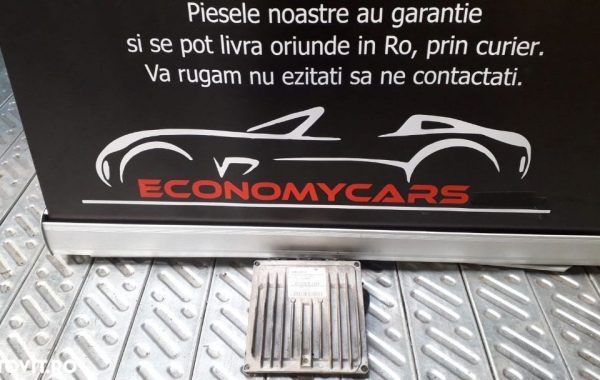 Piesele noastre au garantie
si se pot livra oriunde in Ro, prin curier.
Va rugam nu ezitati sa ne contactati.
ECONOMYCARS